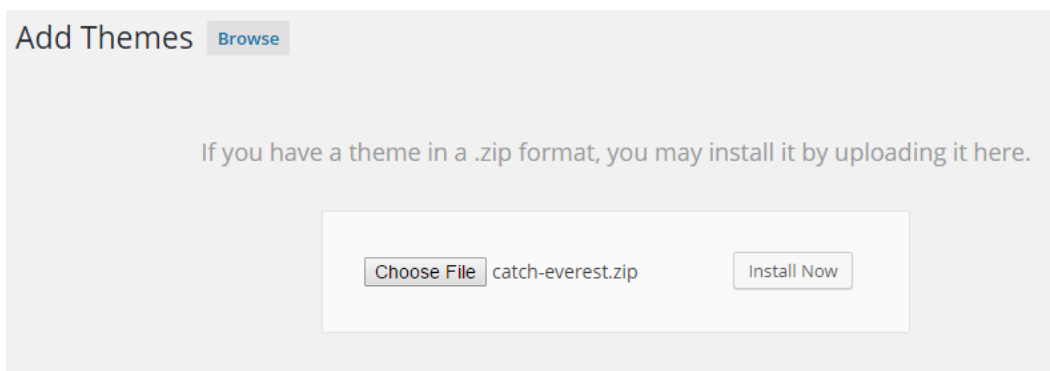 Add Themes Browse
If you have a theme in a .zip format, you may install it by uploading it here.
Choose File catch-everest.zip Install Now